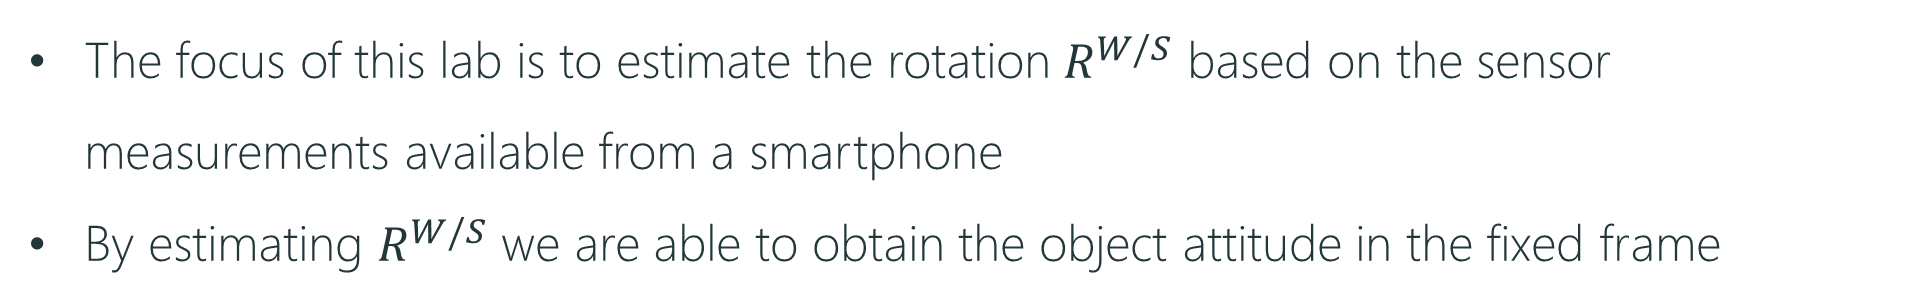 • The focus of this lab is to estimate the rotation R^{W/S} based on the sensor
measurements available from a smartphone
• By estimating R^{W/S} we are able to obtain the object attitude in the fixed frame